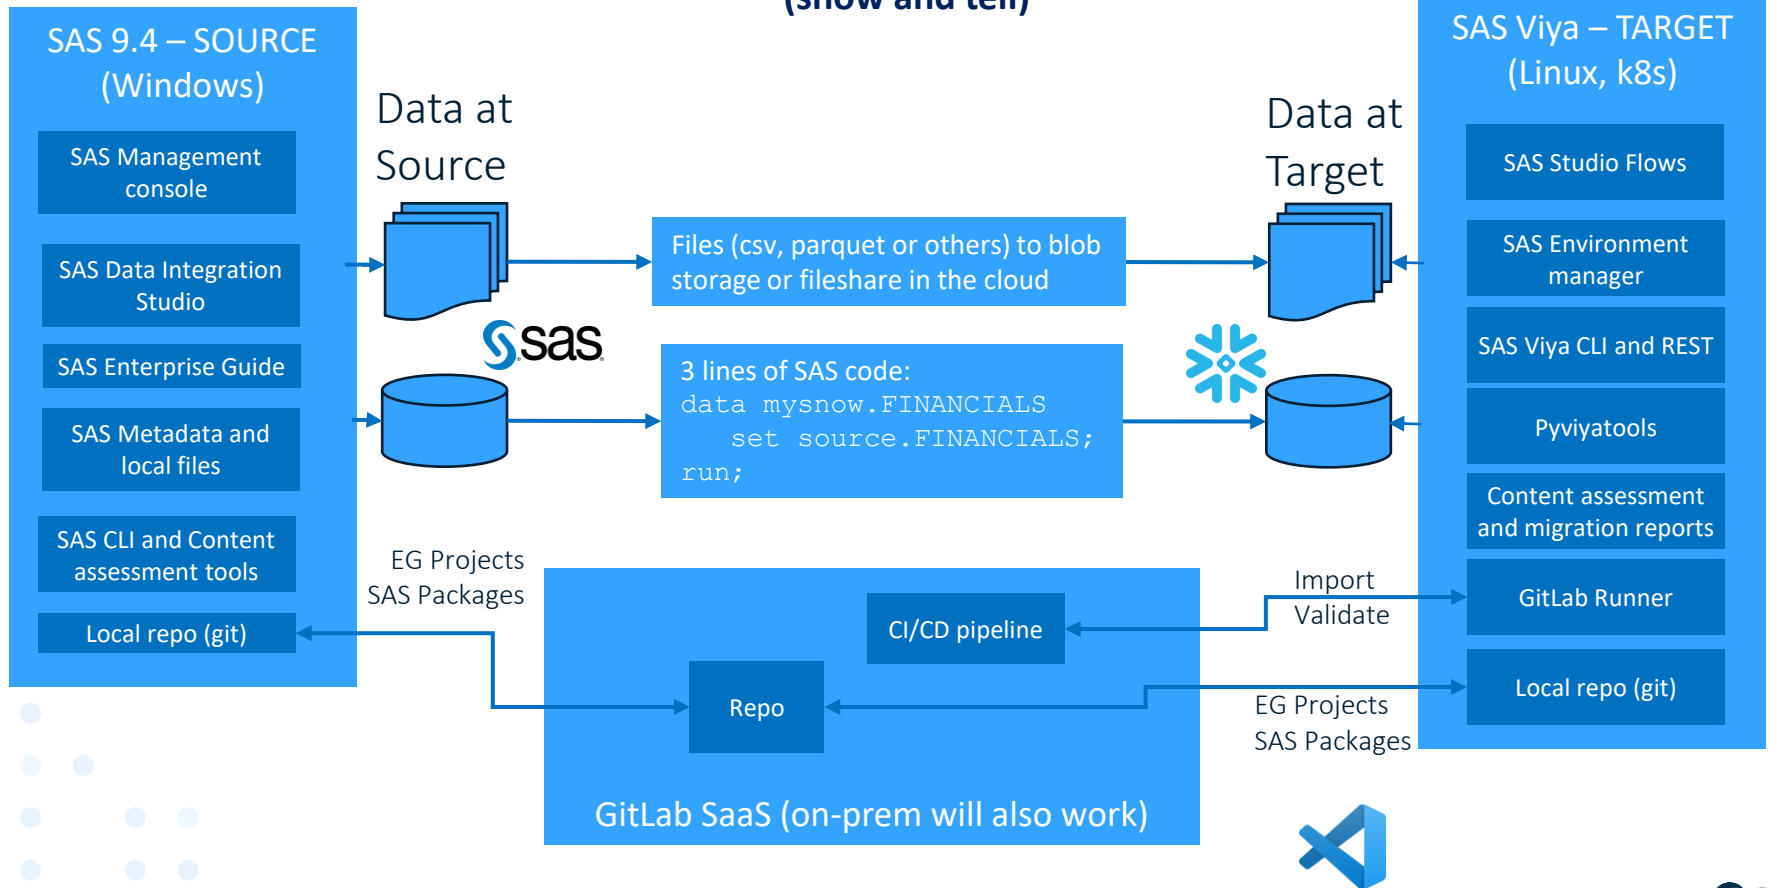 (show and tell)
SAS 9.4 – SOURCE
(Windows)
SAS Management
console
SAS Data Integration
Studio
SAS Enterprise Guide
SAS Metadata and
local files
SAS CLI and Content
assessment tools
Local repo (git)
Data at
Source
sas
Files (csv, parquet or others) to blob
storage or fileshare in the cloud
3 lines of SAS code:
data mysnow.FINANCIALS
set source.FINANCIALS;
run;
Data at
Target
SAS Viya – TARGET
(Linux, k8s)
SAS Studio Flows
SAS Environment
manager
SAS Viya CLI and REST
Pyviyatools
Content assessment
and migration reports
GitLab Runner
Local repo (git)
EG Projects
SAS Packages
CI/CD pipeline
Repo
Import
Validate
EG Projects
SAS Packages
GitLab SaaS (on-prem will also work)